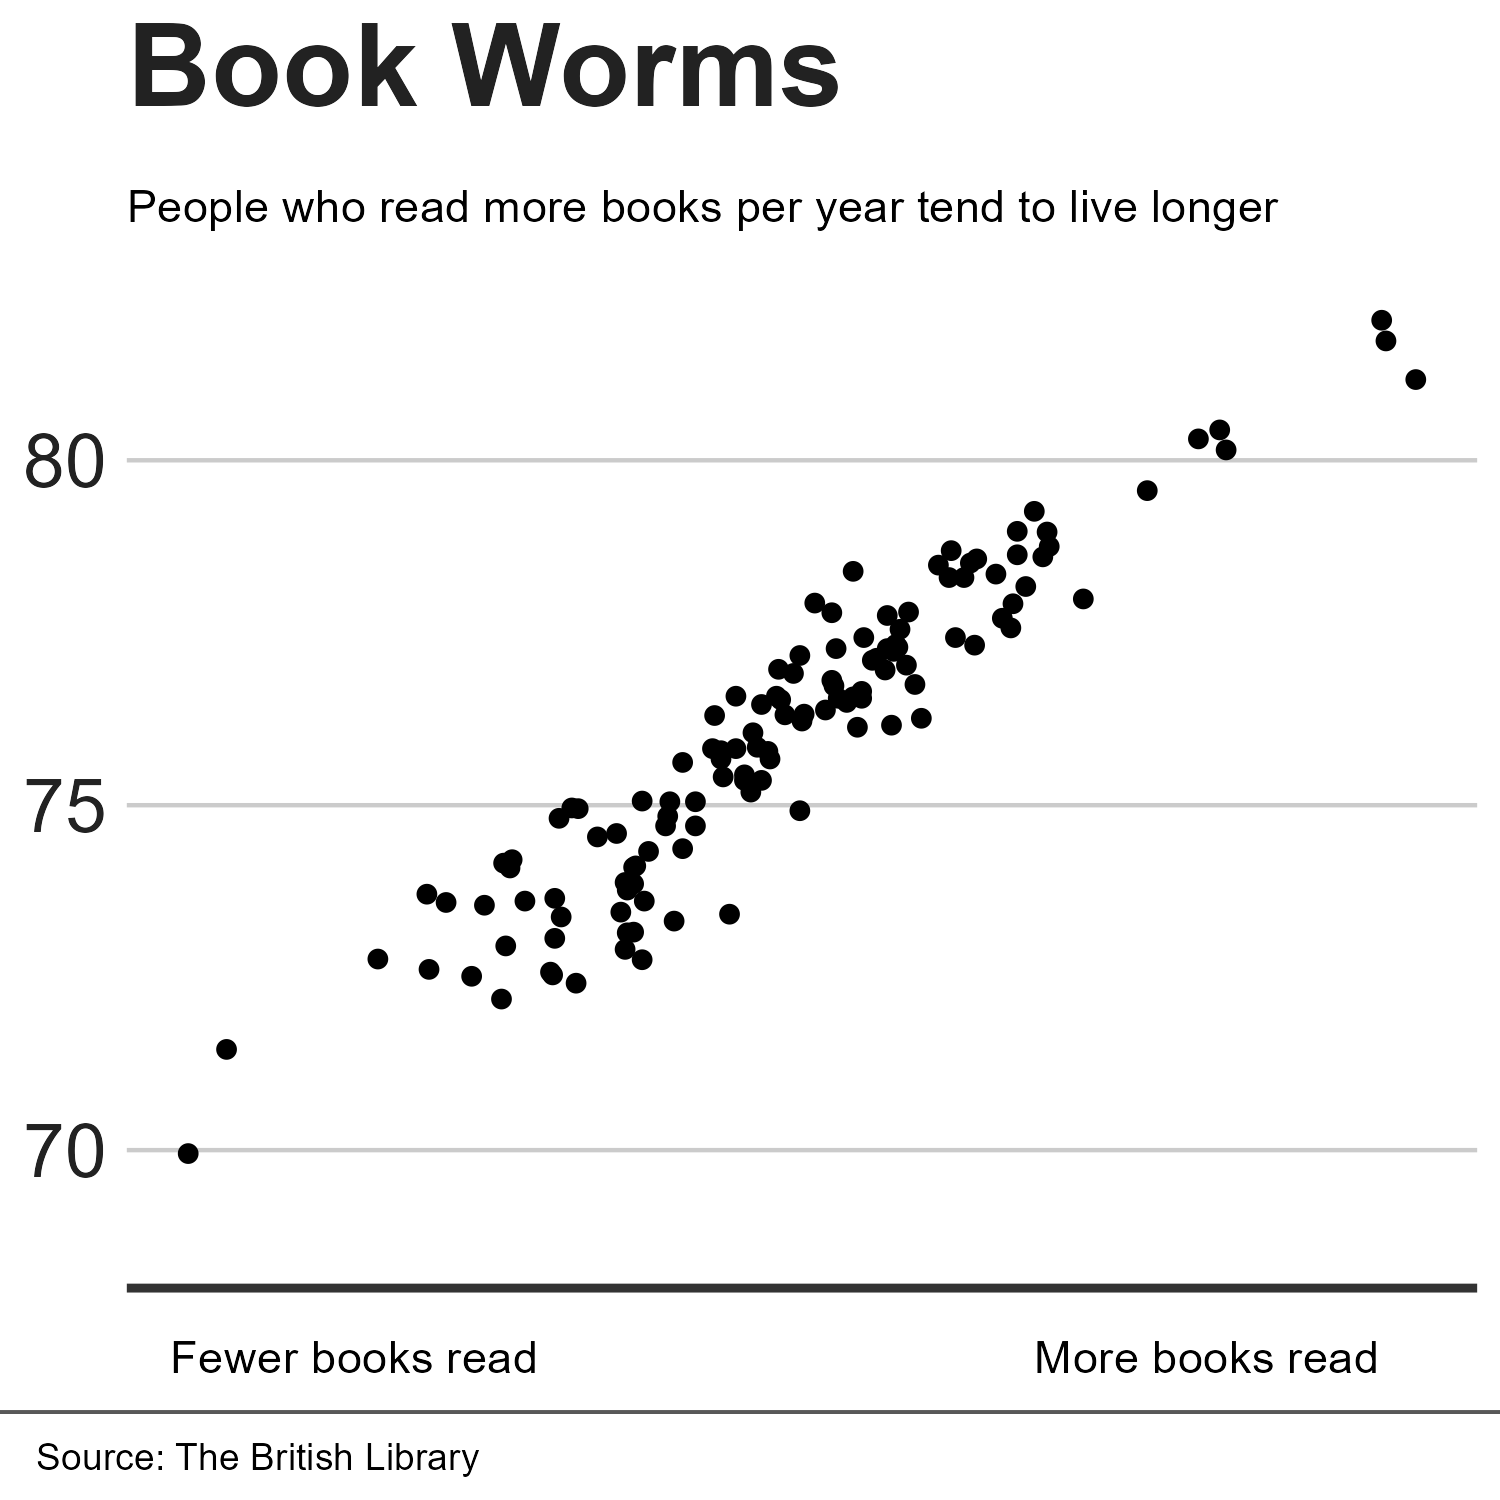 Book Worms
People who read more books per year tend to live longer
80
75
70
Fewer books read
More books read
Source: The British Library